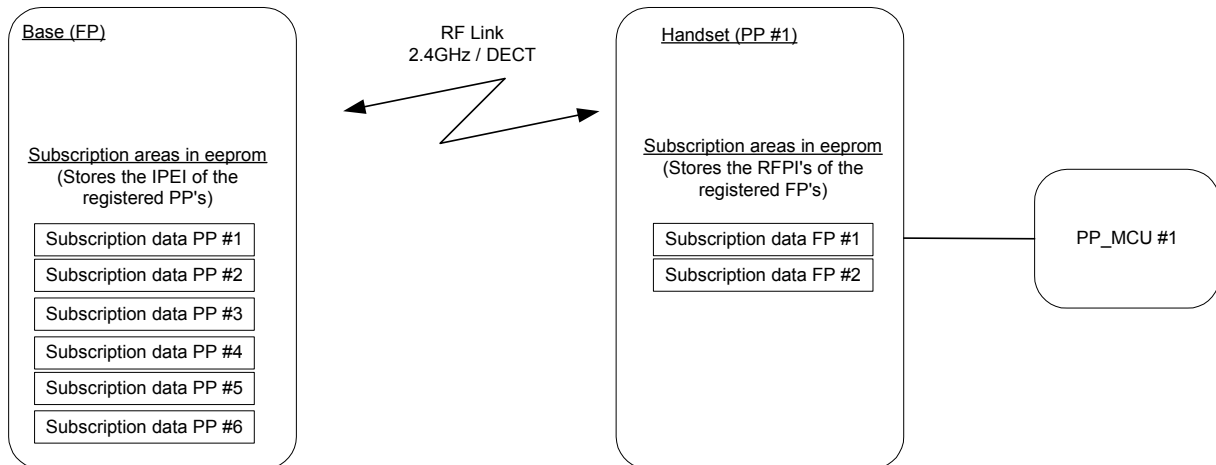 Base (FP)
Subscription areas in eeprom
(Stores the IPEI of the
registered PP's)
Subscription data PP #1
Subscription data PP #2
Subscription data PP #3
Subscription data PP #4
Subscription data PP #5
Subscription data PP #6
RF Link
2.4GHz / DECT
Handset (PP #1)
Subscription areas in eeprom
(Stores the RFPI's of the
registered FP's)
Subscription data FP #1
Subscription data FP #2
PP_MCU #1